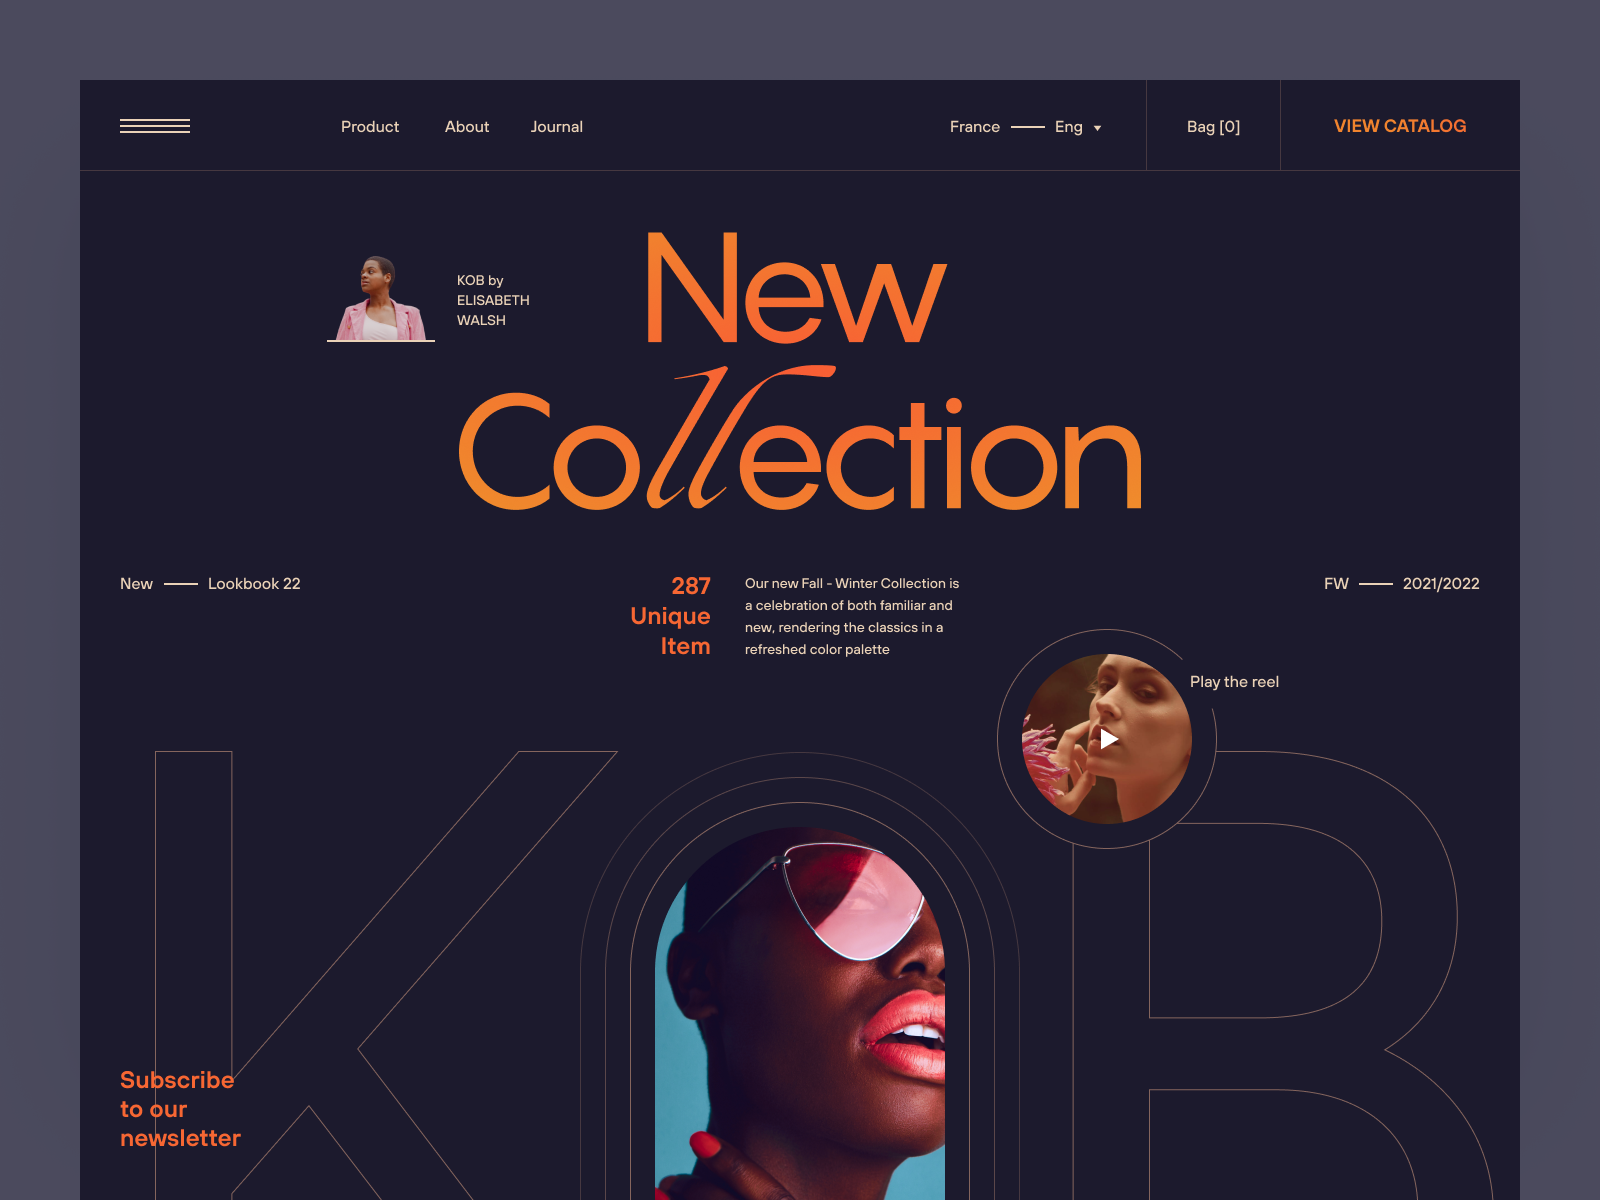 Product
About
Journal
France
Eng
Bag [0]
VIEW CATALOG
KOB by
ELISABETH
WALSH
New
Collection
New
Lookbook 22
287
Unique
Item
Our new Fall - Winter Collection is
a celebration of both familiar and
new, rendering the classics in a
refreshed color palette
FW
2021/2022
Play the reel
K
B
Subscribe
to our
newsletter